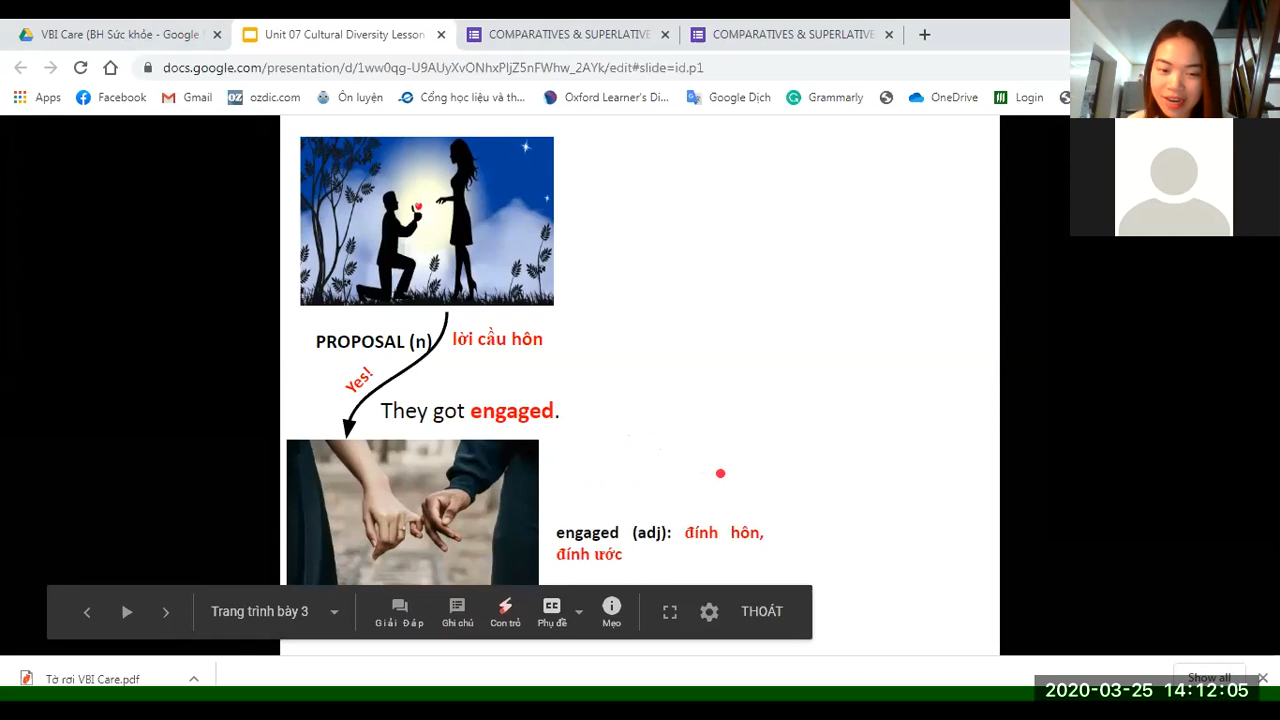 VBI Care (BH Sức khỏe - Google
Unit 07 Cultural Diversity Lesson
COMPARATIVES & SUPERLATIVE
COMPARATIVES & SUPERLATIVE
docs.google.com/presentation/d/1ww0qg-U9AUyXvONhxPljZ5nFWhw_2AYk/edit#slide=id.p1
Apps
Facebook
Gmail
OZ ozdic.com
Ôn luyện
Cổng học liệu và th...
Oxford Learner's Di...
Google Dịch
Grammarly
OneDrive
Login
PROPOSAL (n)
lời cầu hôn
Yes!
They got engaged.
engaged (adj): đính hôn,
đính ước
Trang trình bày 3
Giải Đáp
Ghi chú
Con trỏ
CC
Phụ đề
Mẹo
THOÁT
Tờ rơi VBI Care.pdf
Show all
2020-03-25 14:12:05